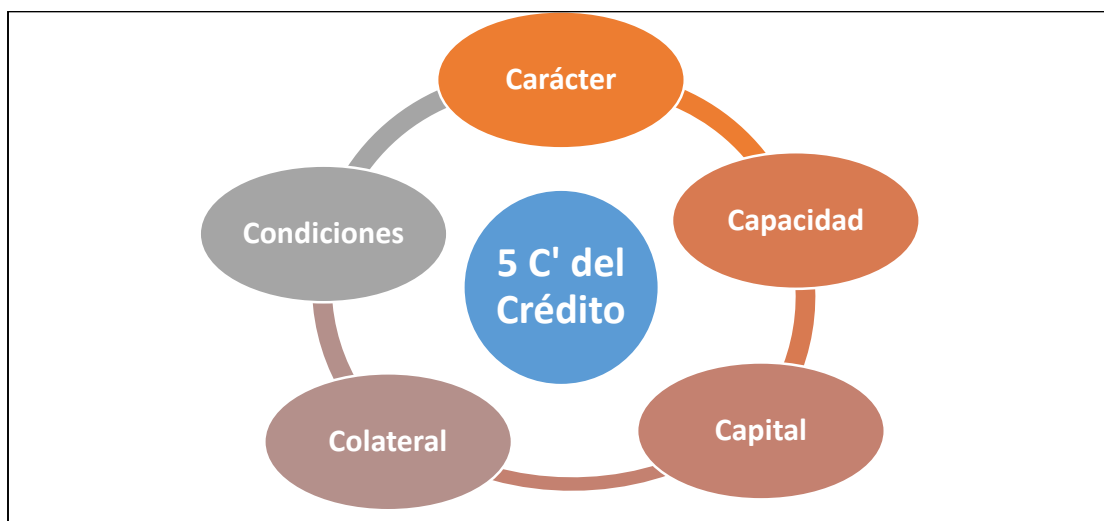 Carácter
Capacidad
Condiciones
5 C' del
Crédito
Capital
Colateral